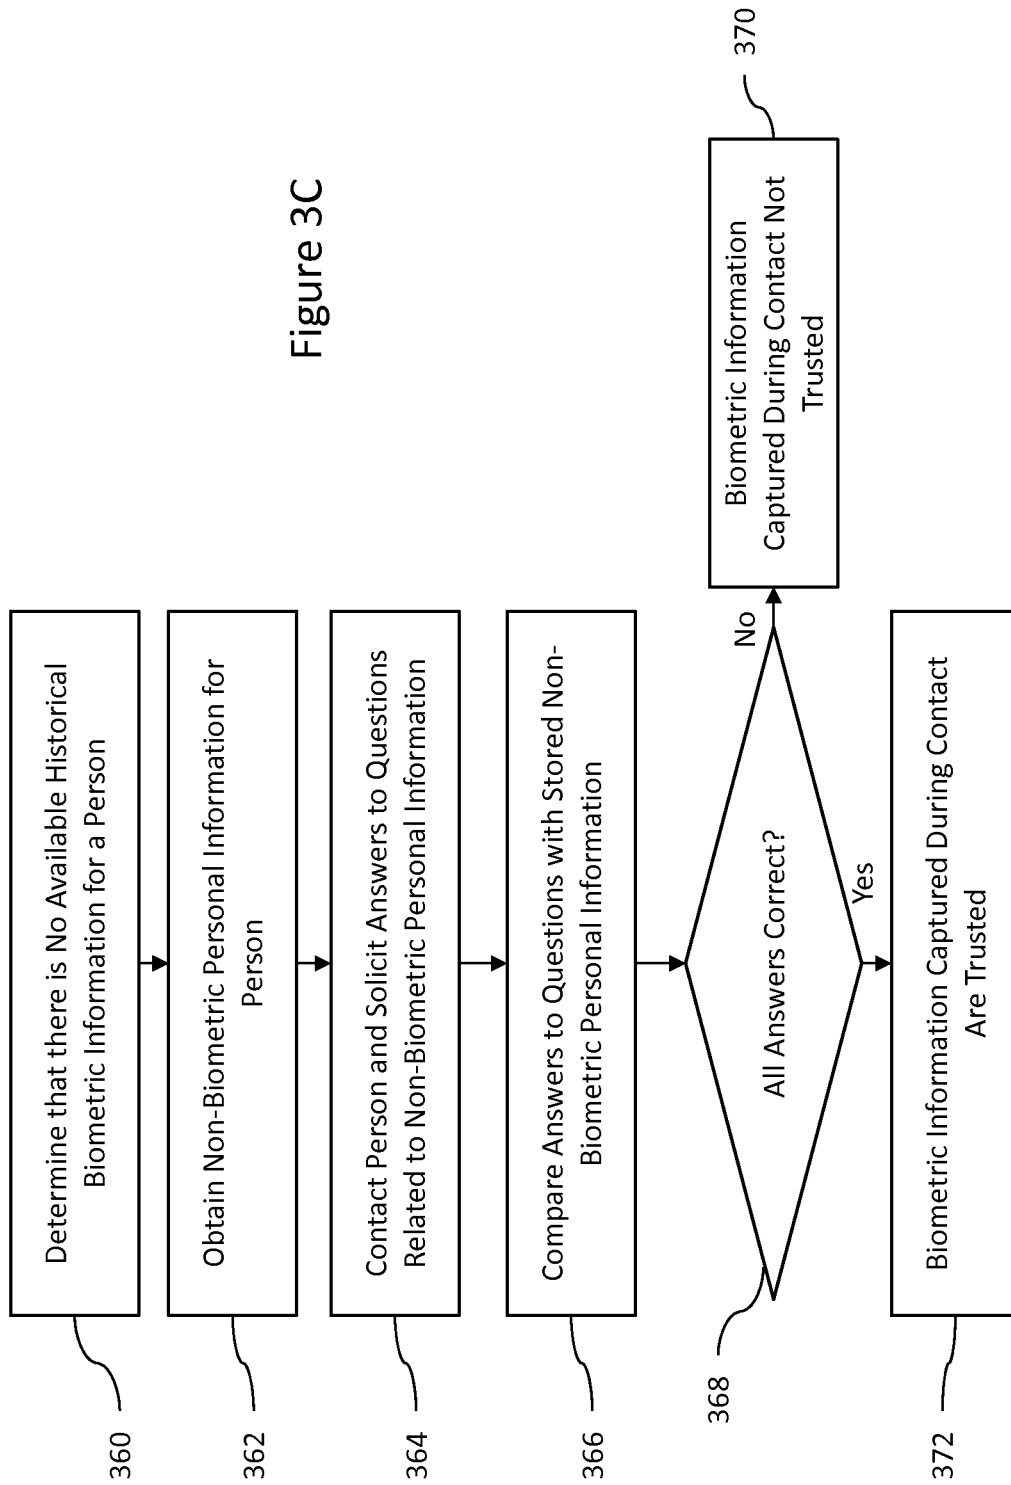 Figure 3C
360
Determine that there is No Available Historical
Biometric Information for a Person
362
Obtain Non-Biometric Personal Information for
Person
364
Contact Person and Solicit Answers to Questions
Related to Non-Biometric Personal Information
366
Compare Answers to Questions with Stored Non-
Biometric Personal Information
368
All Answers Correct?
No
370
Biometric Information
Captured During Contact Not
Trusted
Yes
372
Biometric Information Captured During Contact
Are Trusted